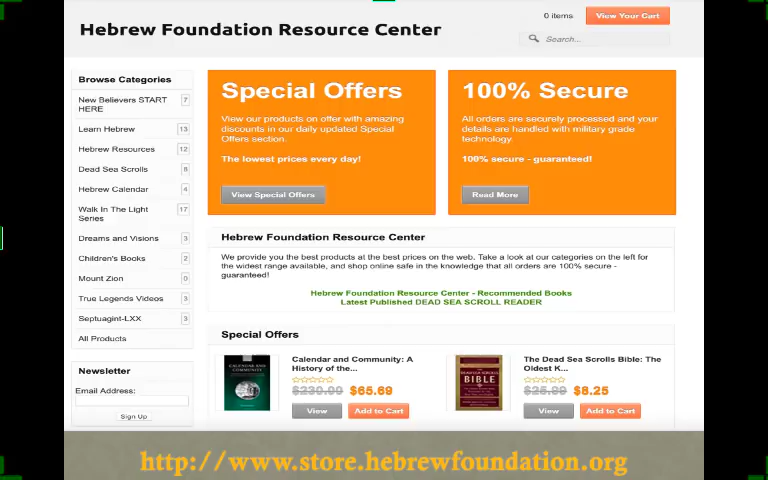 Hebrew Foundation Resource Center
0 items
View Your Cart
Search...
Browse Categories
New Believers START
HERE
7
Learn Hebrew
13
Hebrew Resources
12
Dead Sea Scrolls
8
Hebrew Calendar
4
Walk In The Light
Series
17
Dreams and Visions
3
Children's Books
2
Mount Zion
0
True Legends Videos
3
Septuagint-LXX
3
All Products
Newsletter
Email Address:
Sign Up
Special Offers
View our products on offer with amazing
discounts in our daily updated Special
Offers section.
The lowest prices every day!
View Special Offers
100% Secure
All orders are securely processed and your
details are handled with military grade
technology.
100% secure - guaranteed!
Read More
Hebrew Foundation Resource Center
We provide you the best products at the best prices on the web. Take a look at our categories on the left for
the widest range available, and shop online safe in the knowledge that all orders are 100% secure -
guaranteed!
Hebrew Foundation Resource Center - Recommended Books
Latest Published DEAD SEA SCROLL READER
Special Offers
CALENDAR AND
COMMUNITY
Calendar and Community: A
History of the...
$230.00 $65.69
View
Add to Cart
BIBLE
The Dead Sea Scrolls Bible: The
Oldest K...
$8.25
View
Add to Cart
http://www.store.hebrewfoundation.org